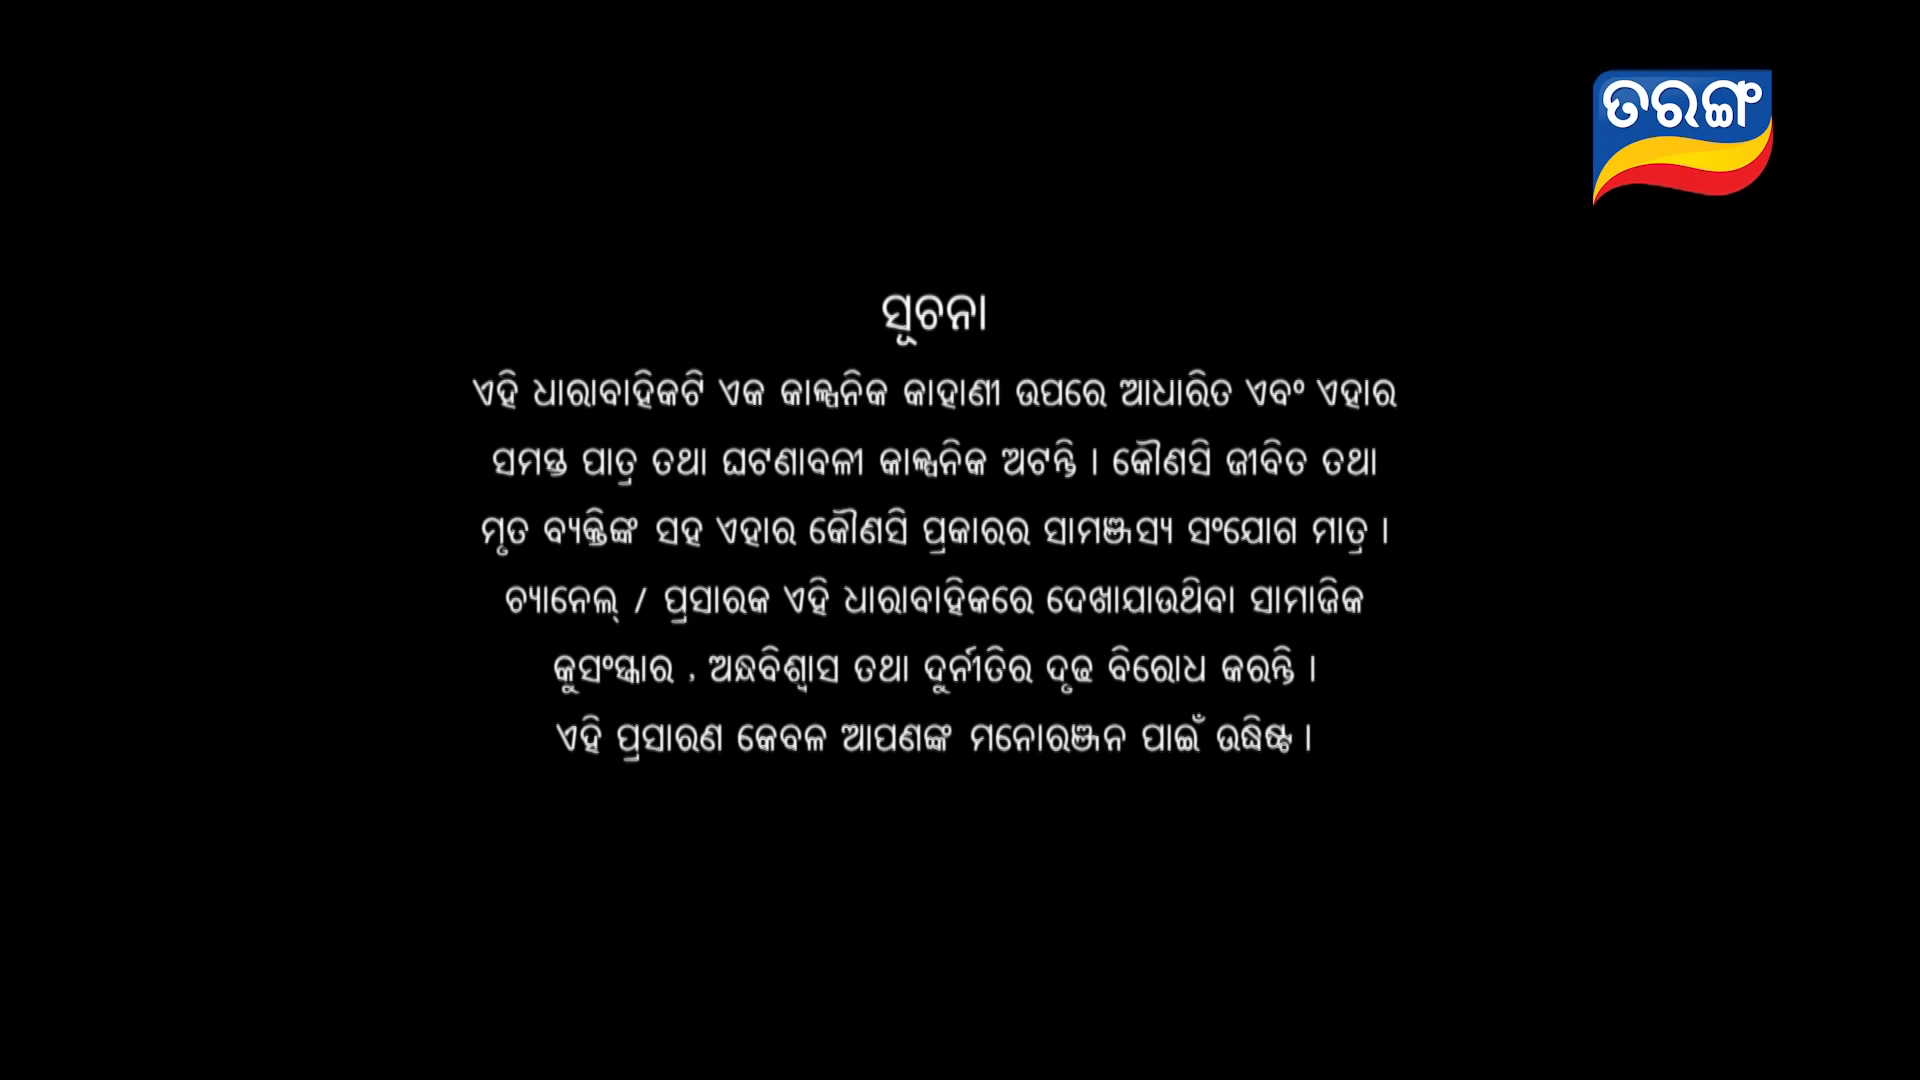 ତରଙ୍ଗ
ସୂଚନା
ଏହି ଧାରାବାହିକଟି ଏକ କାଳ୍ପନିକ କାହାଣୀ ଉପରେ ଆଧାରିତ ଏବଂ ଏହାର
ସମସ୍ତ ପାତ୍ର ତଥା ଘଟଣାବଳୀ କାଳ୍ପନିକ ଅଟନ୍ତି । କୌଣସି ଜୀବିତ ତଥା
ମୃତ ବ୍ୟକ୍ତିଙ୍କ ସହ ଏହାର କୌଣସି ପ୍ରକାରର ସାମଞ୍ଜସ୍ୟ ସଂଯୋଗ ମାତ୍ର ।
ଚ୍ୟାନେଲ୍ / ପ୍ରସାରକ ଏହି ଧାରାବାହିକରେ ଦେଖାଯାଉଥିବା ସାମାଜିକ
କୁସଂସ୍କାର , ଅନ୍ଧବିଶ୍ୱାସ ତଥା ଦୁର୍ନୀତିର ଦୃଢ ବିରୋଧ କରନ୍ତି ।
ଏହି ପ୍ରସାରଣ କେବଳ ଆପଣଙ୍କ ମନୋରଞ୍ଜନ ପାଇଁ ଉଦ୍ଧିଷ୍ଟ ।